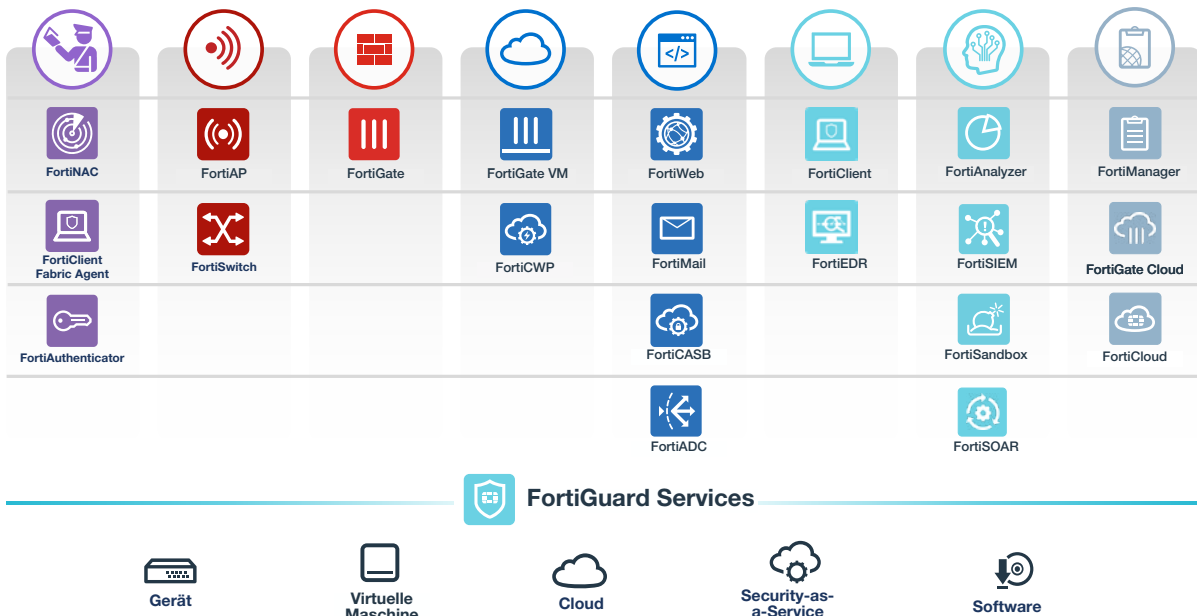 FortiNAC
FortiAP
FortiGate
FortiGate VM
FortiWeb
FortiClient
FortiAnalyzer
FortiManager
FortiClient
Fabric Agent
FortiSwitch
FortiCWP
FortiMail
FortiEDR
FortiSIEM
FortiGate Cloud
FortiAuthenticator
FortiCASB
FortiSandbox
FortiCloud
FortiADC
FortiSOAR
FortiGuard Services
Gerät
Virtuelle
Maschine
Cloud
Security-as-
a-Service
Software